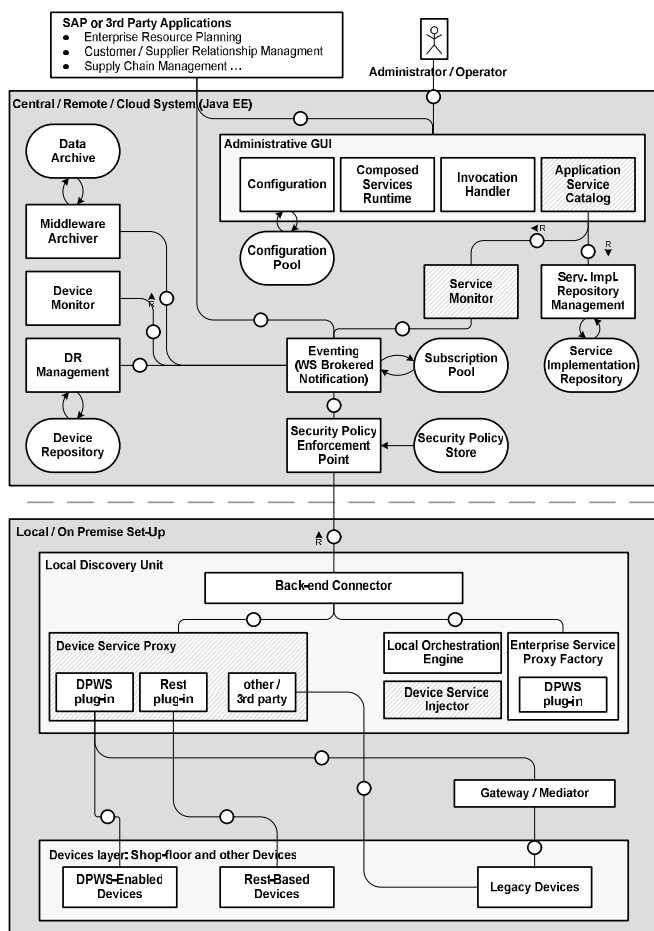 SAP or 3rd Party Applications
● Enterprise Resource Planning
● Customer / Supplier Relationship Managment
● Supply Chain Management ...
Administrator / Operator
Central / Remote / Cloud System (Java EE)
Data
Archive
Administrative GUI
Configuration
Composed
Services
Runtime
Invocation
Handler
Application
Service
Catalog
Middleware
Archiver
R
R
Configuration
Pool
Service
Monitor
Serv. Impl.
Repository
Management
Device
Monitor
R
DR
Management
Eventing
(WS Brokered
Notification)
Subscription
Pool
Service
Implementation
Repository
Device
Repository
Security Policy
Enforcement
Point
Security Policy
Store
Local / On Premise Set-Up
R
Local Discovery Unit
Back-end Connector
Device Service Proxy
DPWS
plug-in
Rest
plug-in
other /
3rd party
Local Orchestration
Engine
Device Service
Injector
Enterprise Service
Proxy Factory
DPWS
plug-in
Gateway / Mediator
Devices layer: Shop-floor and other Devices
DPWS-Enabled
Devices
Rest-Based
Devices
Legacy Devices